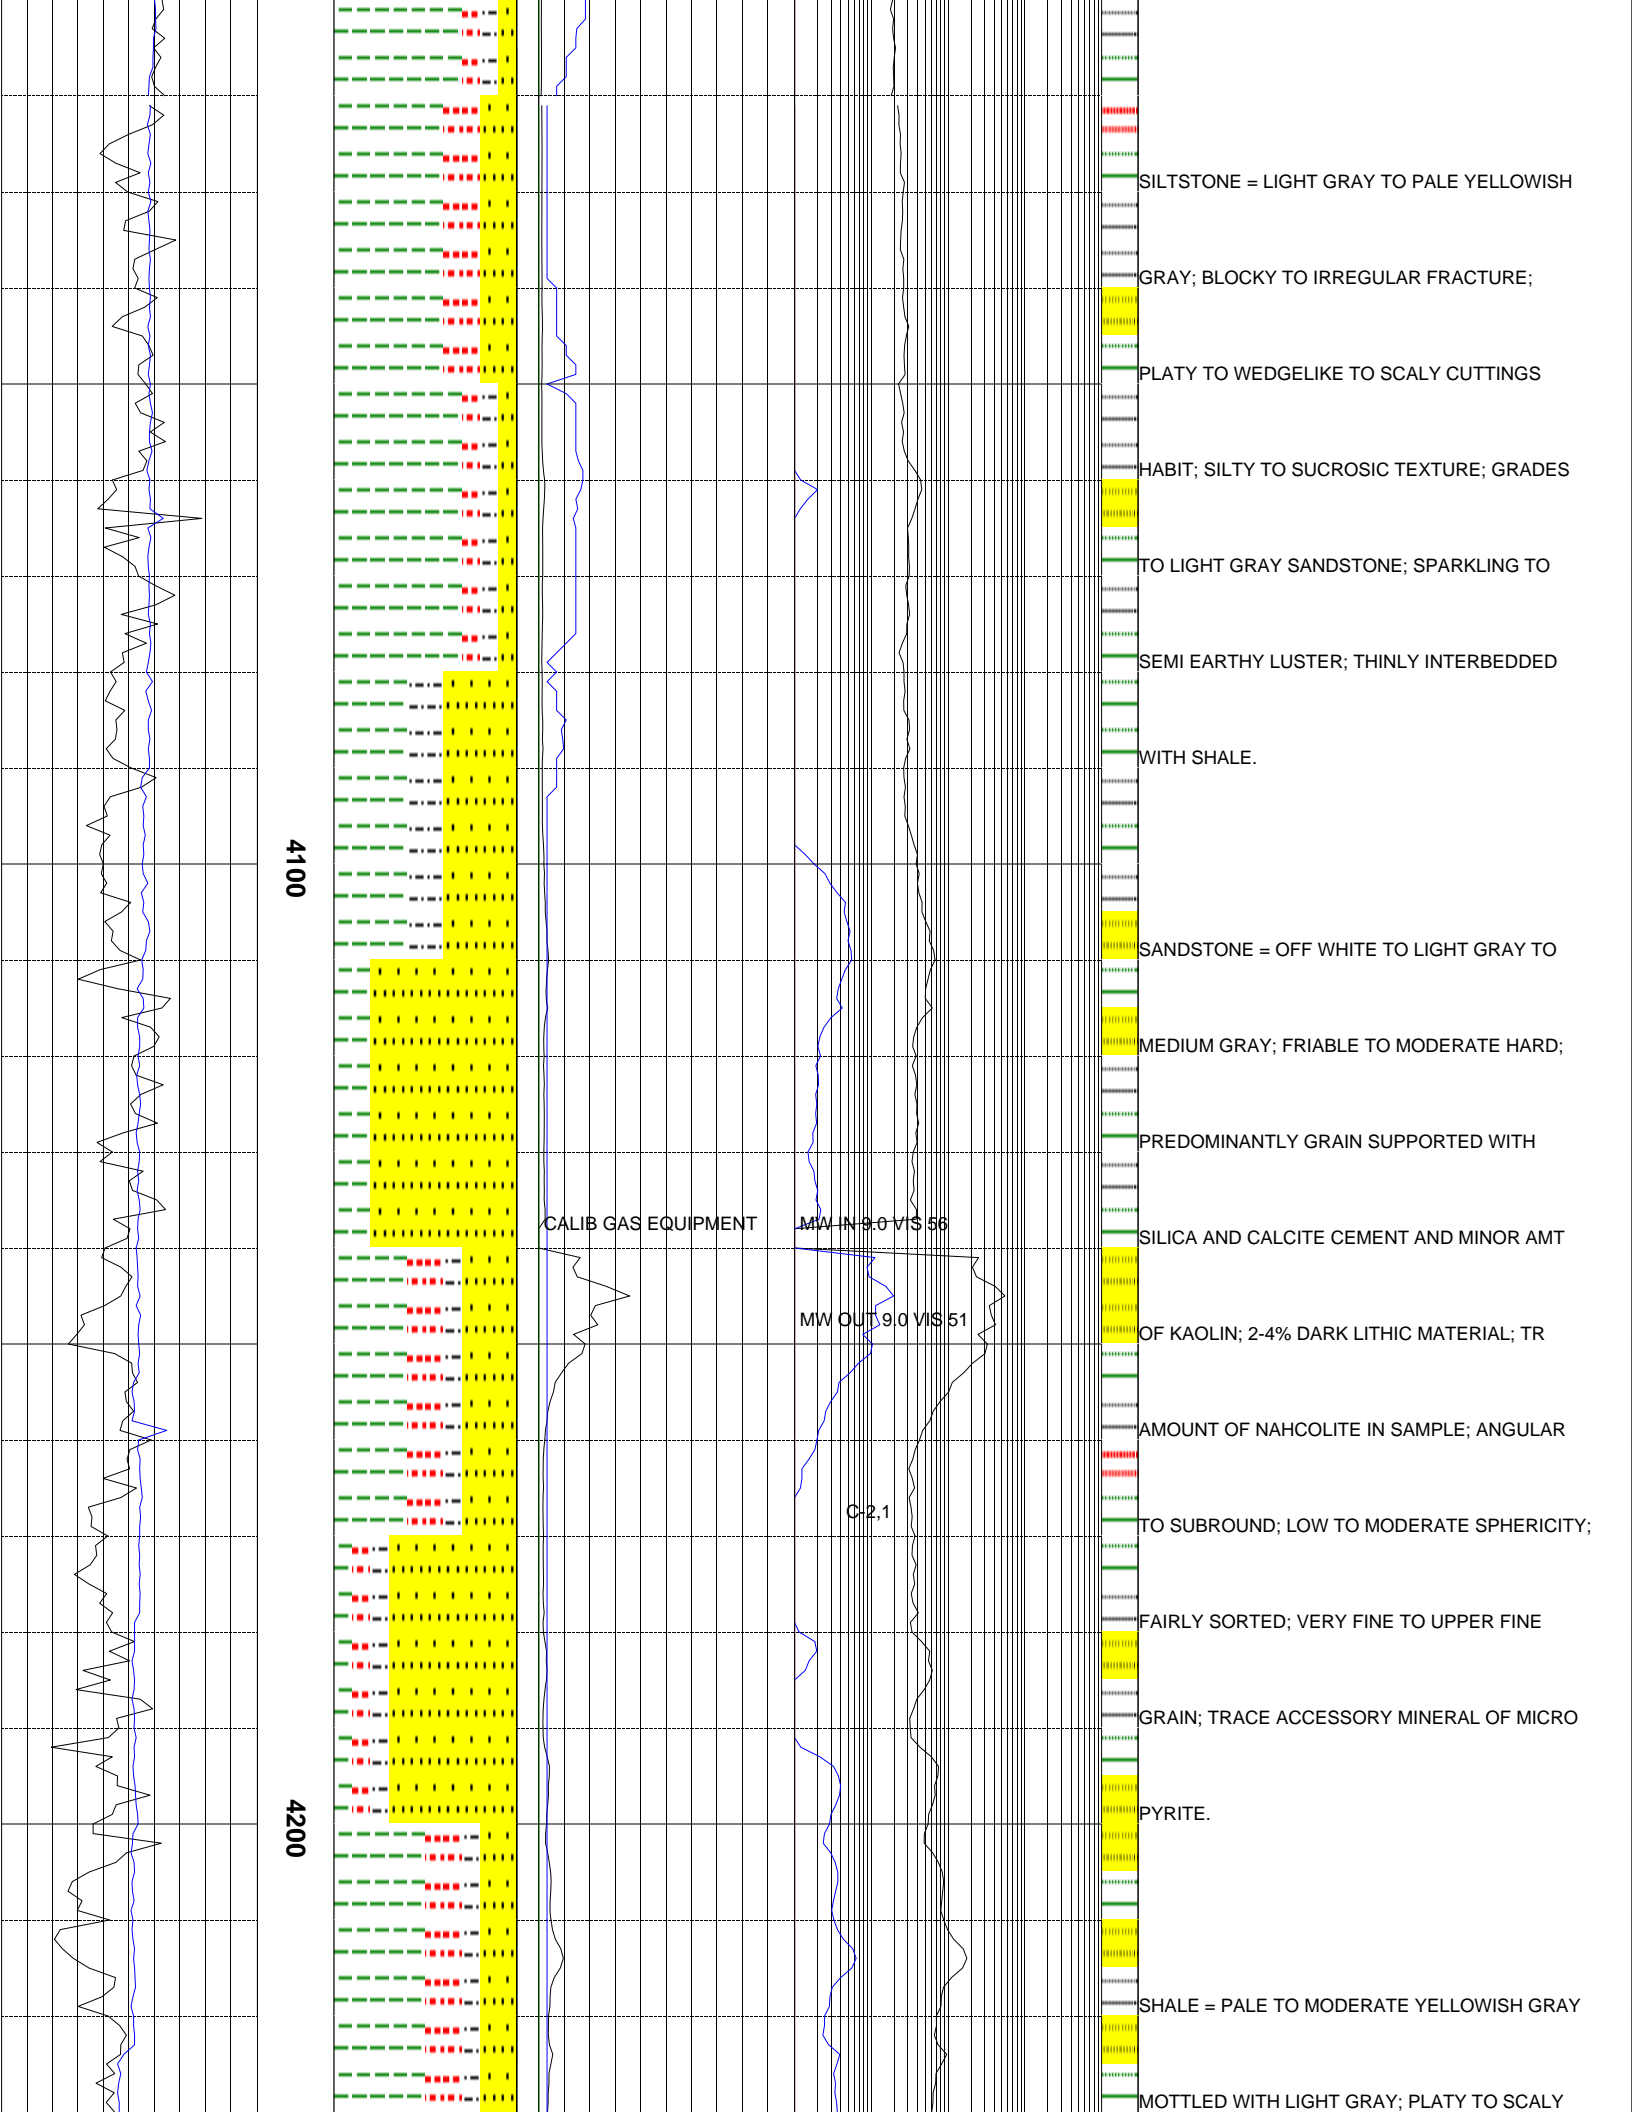 SILTSTONE = LIGHT GRAY TO PALE YELLOWISH
GRAY; BLOCKY TO IRREGULAR FRACTURE;
PLATY TO WEDGELIKE TO SCALY CUTTINGS
HABIT; SILTY TO SUCROSIC TEXTURE; GRADES
TO LIGHT GRAY SANDSTONE; SPARKLING TO
SEMI EARTHY LUSTER; THINLY INTERBEDDED
WITH SHALE.
4100
SANDSTONE = OFF WHITE TO LIGHT GRAY TO
MEDIUM GRAY; FRIABLE TO MODERATE HARD;
PREDOMINANTLY GRAIN SUPPORTED WITH
CALIB GAS EQUIPMENT
MW IN 9.0 VIS 56
SILICA AND CALCITE CEMENT AND MINOR AMT
MW OUT 9.0 VIS 51
OF KAOLIN; 2-4% DARK LITHIC MATERIAL; TR
AMOUNT OF NAHCOLITE IN SAMPLE; ANGULAR
C-2,1
TO SUBROUND; LOW TO MODERATE SPHERICITY;
FAIRLY SORTED; VERY FINE TO UPPER FINE
GRAIN; TRACE ACCESSORY MINERAL OF MICRO
PYRITE.
4200
SHALE = PALE TO MODERATE YELLOWISH GRAY
MOTTLED WITH LIGHT GRAY; PLATY TO SCALY